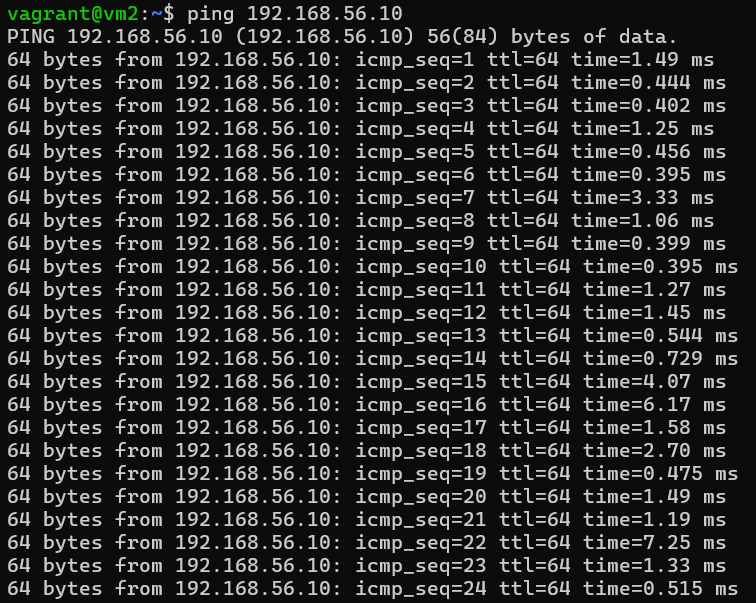 vagrant@vm2:~$ ping 192.168.56.10
PING 192.168.56.10 (192.168.56.10) 56(84) bytes of data.
64 bytes from 192.168.56.10: icmp_seq=1 ttl=64 time=1.49 ms
64 bytes from 192.168.56.10: icmp_seq=2 ttl=64 time=0.444 ms
64 bytes from 192.168.56.10: icmp_seq=3 ttl=64 time=0.402 ms
64 bytes from 192.168.56.10: icmp_seq=4 ttl=64 time=1.25 ms
64 bytes from 192.168.56.10: icmp_seq=5 ttl=64 time=0.456 ms
64 bytes from 192.168.56.10: icmp_seq=6 ttl=64 time=0.395 ms
64 bytes from 192.168.56.10: icmp_seq=7 ttl=64 time=3.33 ms
64 bytes from 192.168.56.10: icmp_seq=8 ttl=64 time=1.06 ms
64 bytes from 192.168.56.10: icmp_seq=9 ttl=64 time=0.399 ms
64 bytes from 192.168.56.10: icmp_seq=10 ttl=64 time=0.395 ms
64 bytes from 192.168.56.10: icmp_seq=11 ttl=64 time=1.27 ms
64 bytes from 192.168.56.10: icmp_seq=12 ttl=64 time=1.45 ms
64 bytes from 192.168.56.10: icmp_seq=13 ttl=64 time=0.544 ms
64 bytes from 192.168.56.10: icmp_seq=14 ttl=64 time=0.729 ms
64 bytes from 192.168.56.10: icmp_seq=15 ttl=64 time=4.07 ms
64 bytes from 192.168.56.10: icmp_seq=16 ttl=64 time=6.17 ms
64 bytes from 192.168.56.10: icmp_seq=17 ttl=64 time=1.58 ms
64 bytes from 192.168.56.10: icmp_seq=18 ttl=64 time=2.70 ms
64 bytes from 192.168.56.10: icmp_seq=19 ttl=64 time=0.475 ms
64 bytes from 192.168.56.10: icmp_seq=20 ttl=64 time=1.49 ms
64 bytes from 192.168.56.10: icmp_seq=21 ttl=64 time=1.19 ms
64 bytes from 192.168.56.10: icmp_seq=22 ttl=64 time=7.25 ms
64 bytes from 192.168.56.10: icmp_seq=23 ttl=64 time=1.33 ms
64 bytes from 192.168.56.10: icmp_seq=24 ttl=64 time=0.515 ms